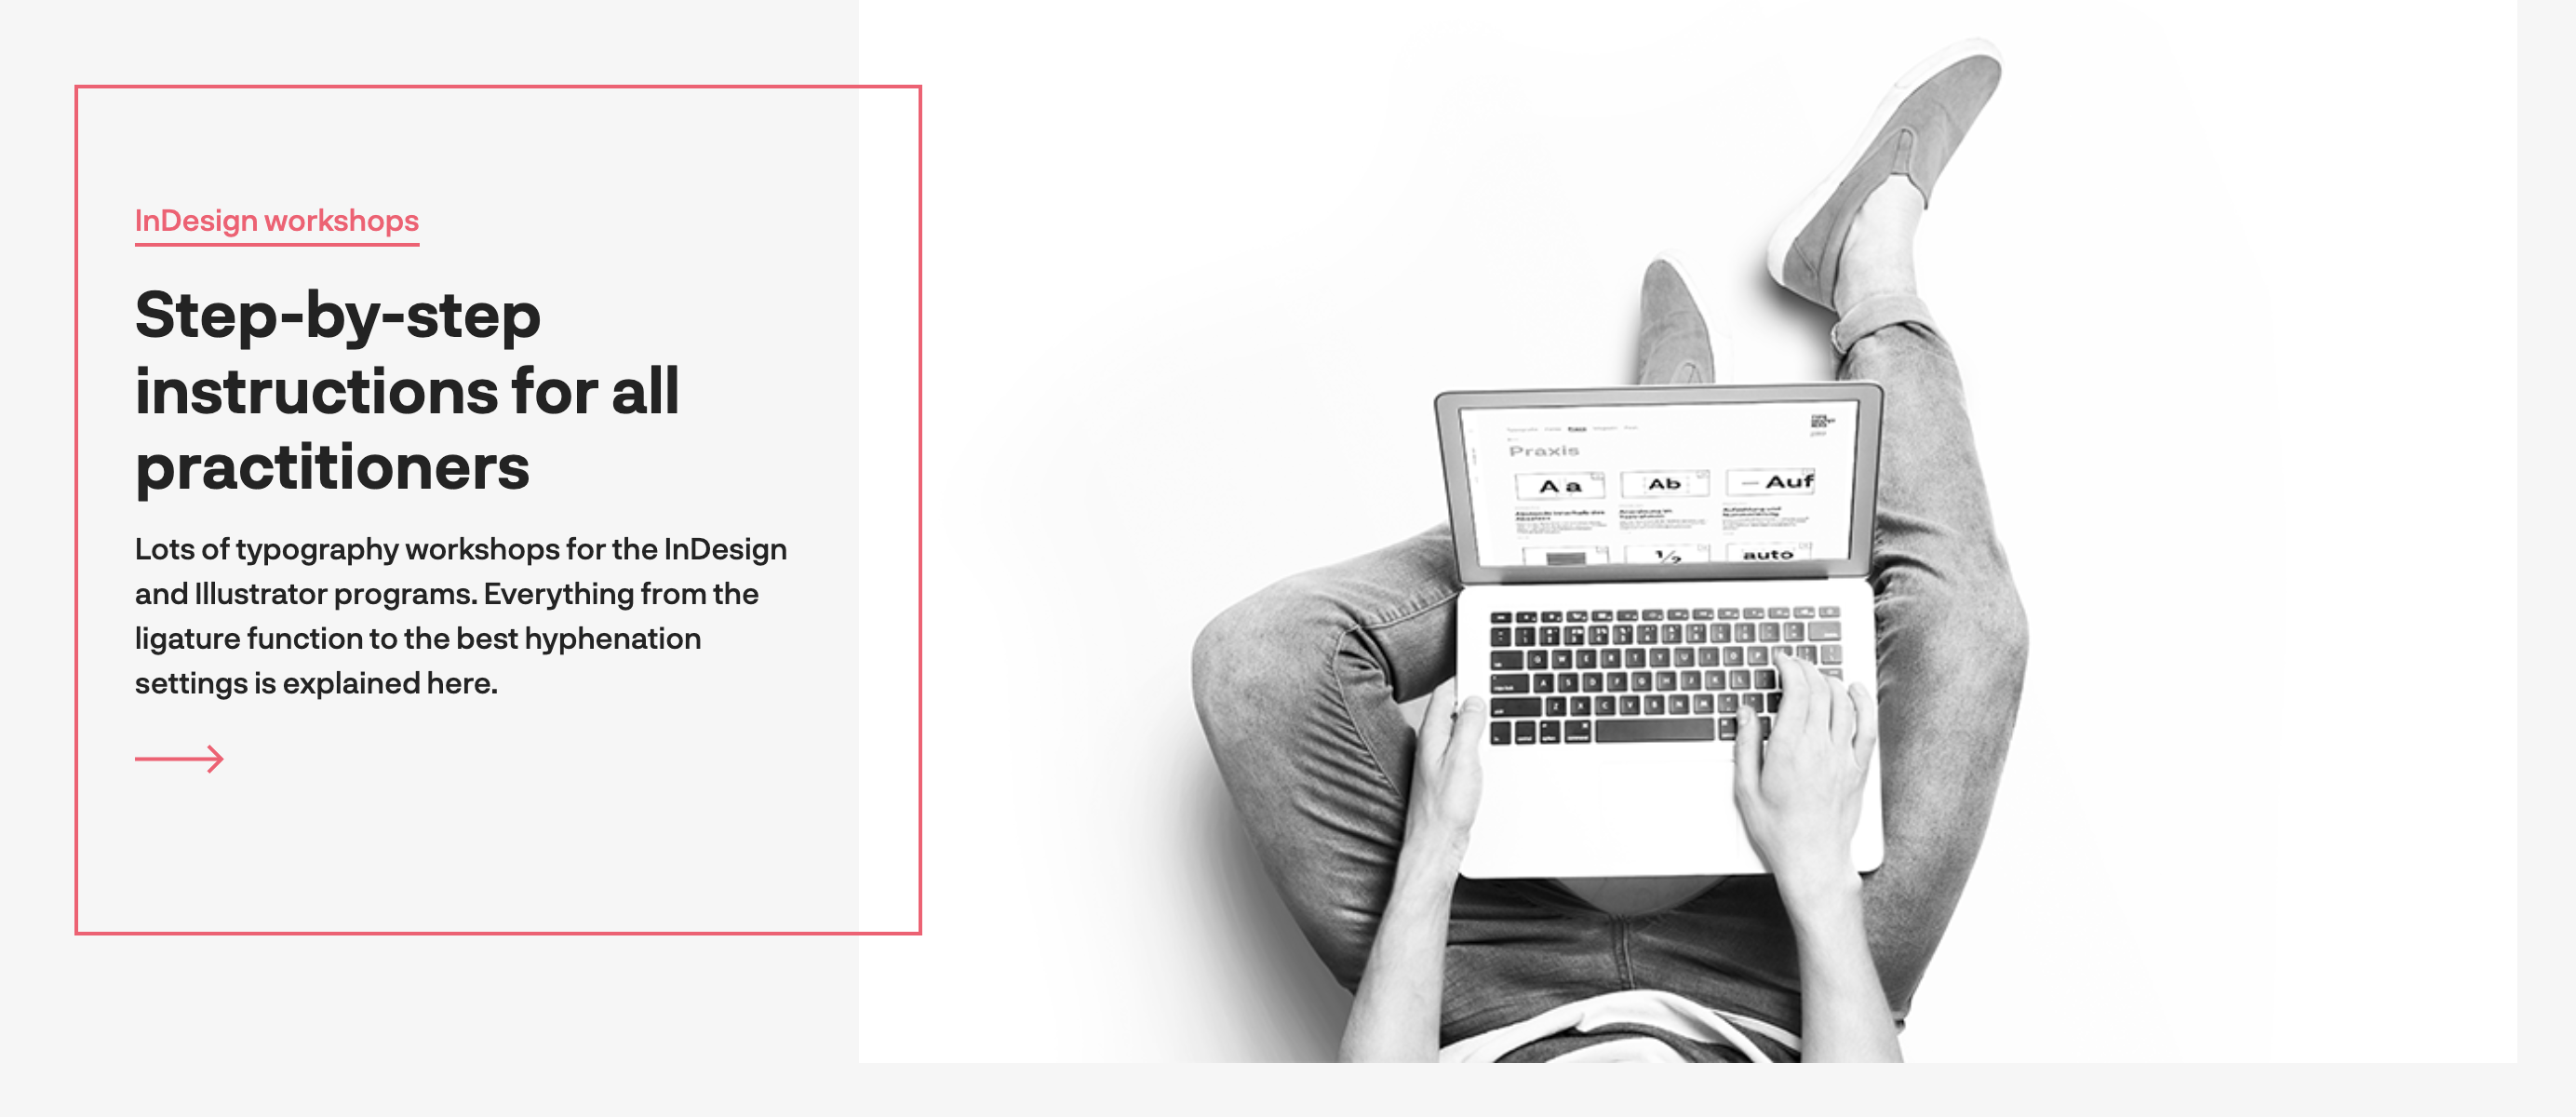 InDesign workshops
Step-by-step
instructions for all
practitioners
Lots of typography workshops for the InDesign
and Illustrator programs. Everything from the
ligature function to the best hyphenation
settings is explained here.
Praxis
A a
Ab
— Auf
1/2
auto